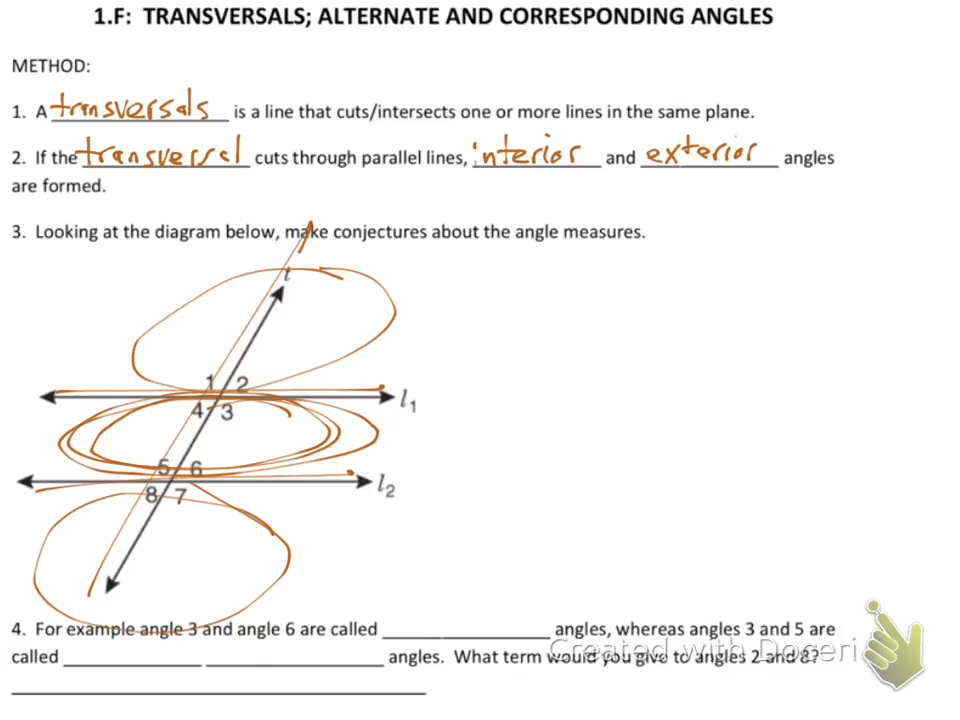 1.F: TRANSVERSALS; ALTERNATE AND CORRESPONDING ANGLES
METHOD:
1. A transversals is a line that cuts/intersects one or more lines in the same plane.
2. If the transversal cuts through parallel lines, interior and exterior angles
are formed.
3. Looking at the diagram below, make conjectures about the angle measures.
t
1 2
l1
4 3
5 6
l2
8 7
4. For example angle 3 and angle 6 are called ________ angles, whereas angles 3 and 5 are
called ________ ________ angles. What term would you give to angles 2 and 8?
Created with Doceri